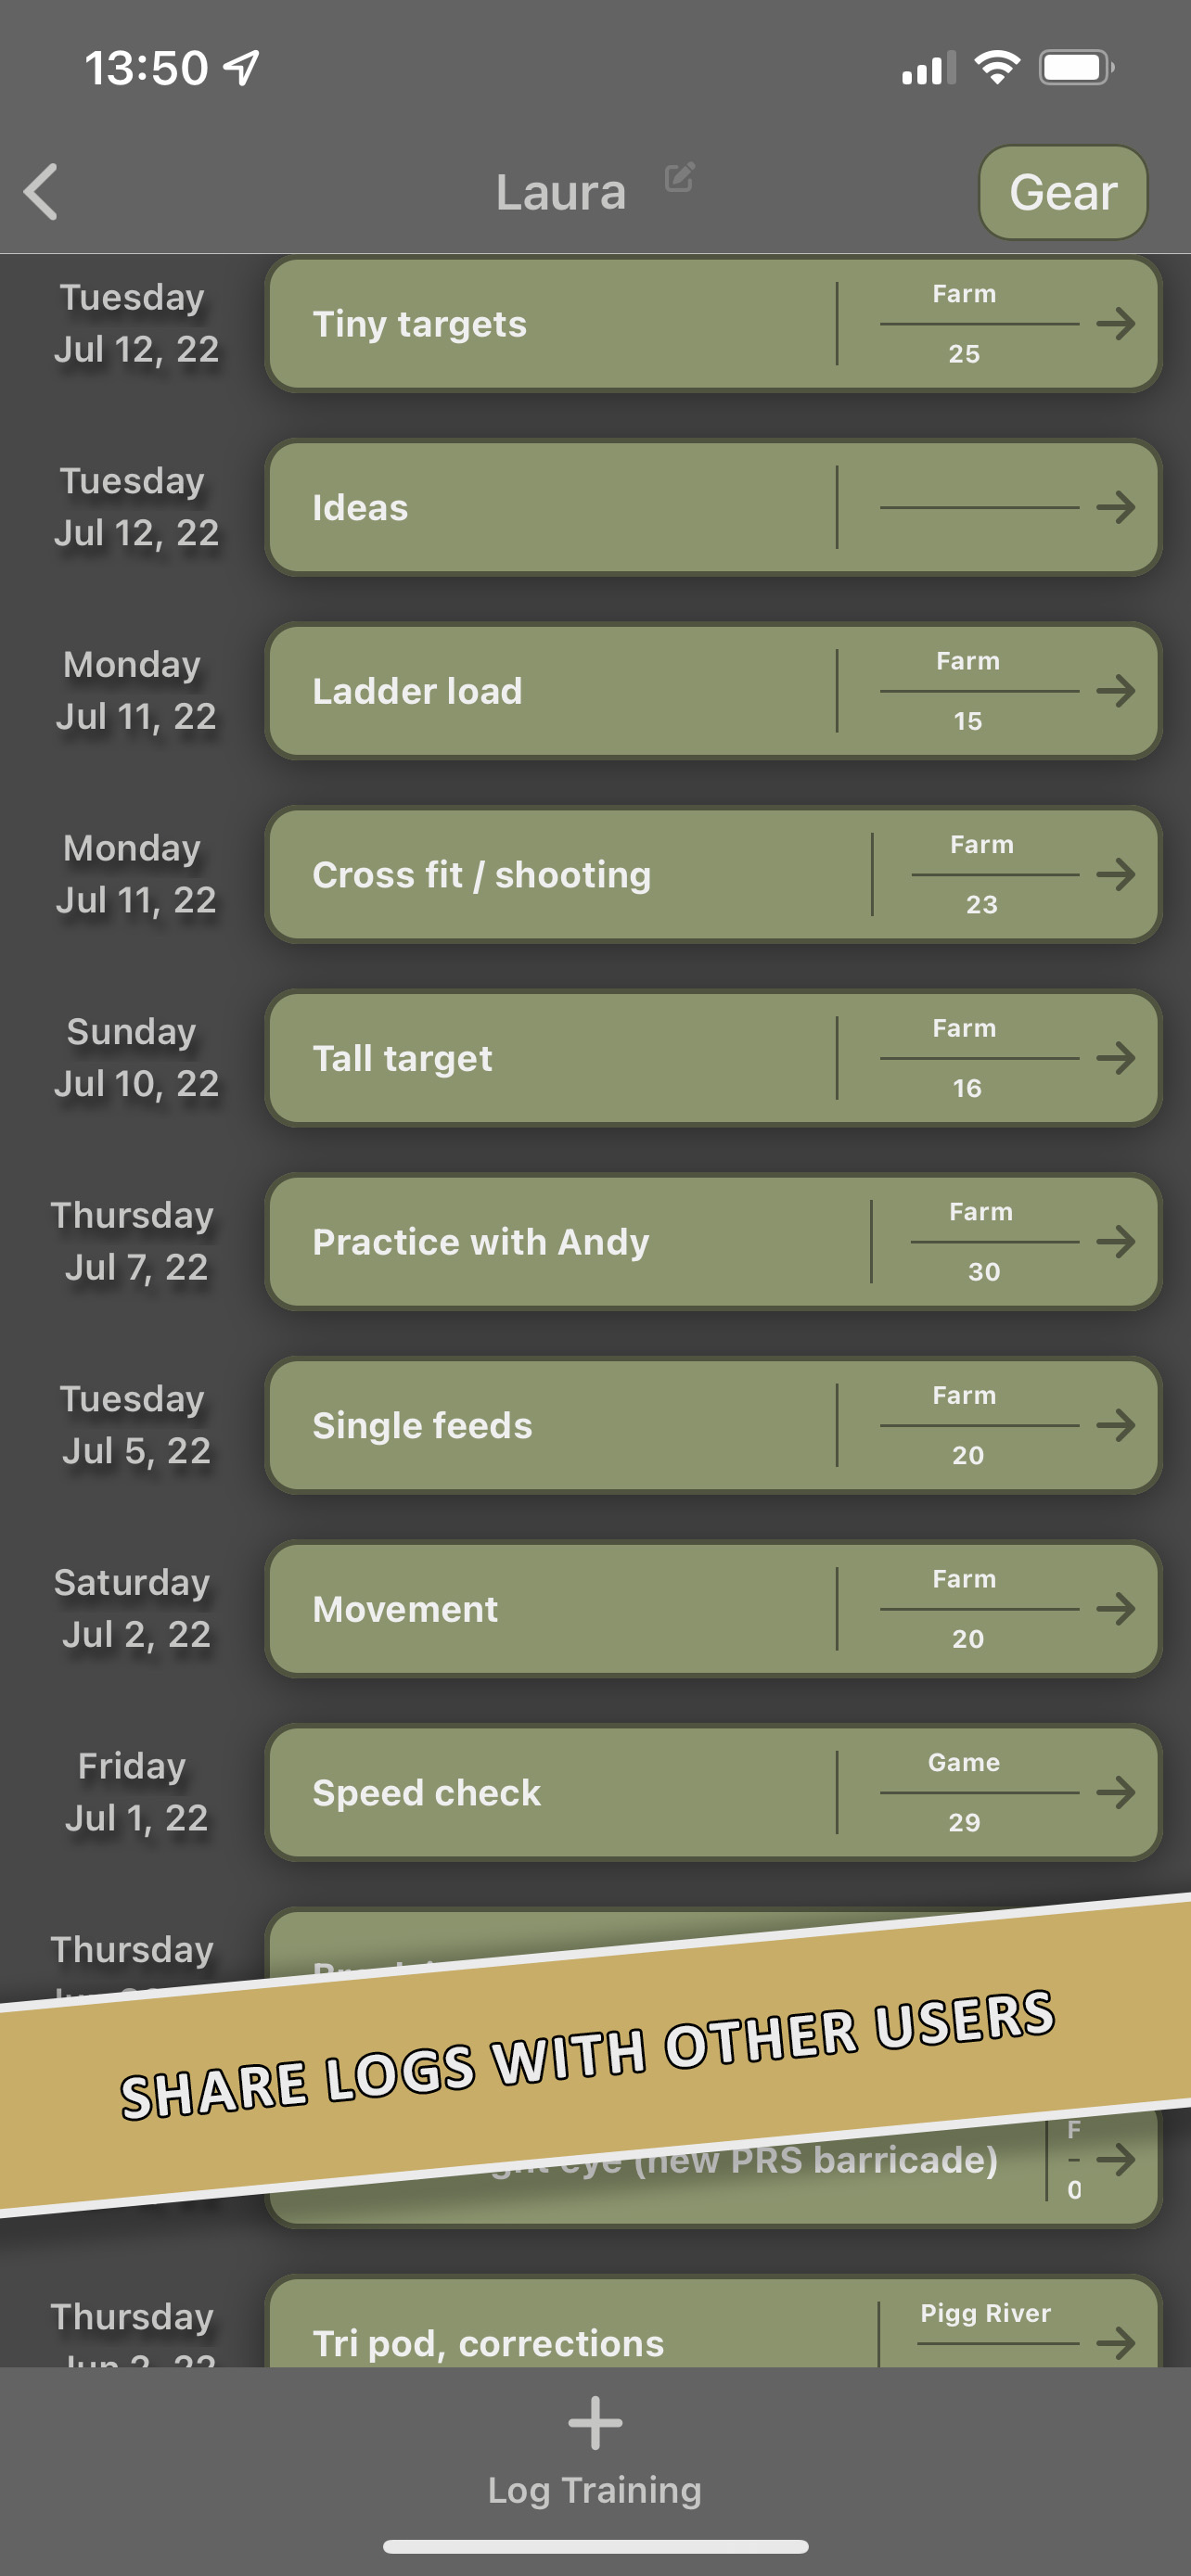 13:50
Laura
Gear
Tuesday
Jul 12, 22
Tiny targets
Farm
25
Tuesday
Jul 12, 22
Ideas
Monday
Jul 11, 22
Ladder load
Farm
15
Monday
Jul 11, 22
Cross fit / shooting
Farm
23
Sunday
Jul 10, 22
Tall target
Farm
16
Thursday
Jul 7, 22
Practice with Andy
Farm
30
Tuesday
Jul 5, 22
Single feeds
Farm
20
Saturday
Jul 2, 22
Movement
Farm
20
Friday
Jul 1, 22
Speed check
Game
29
Thursday
SHARE LOGS WITH OTHER USERS
eye (new PRS barricade)
F
0
Thursday
Jun 2, 22
Tri pod, corrections
Pigg River
Log Training